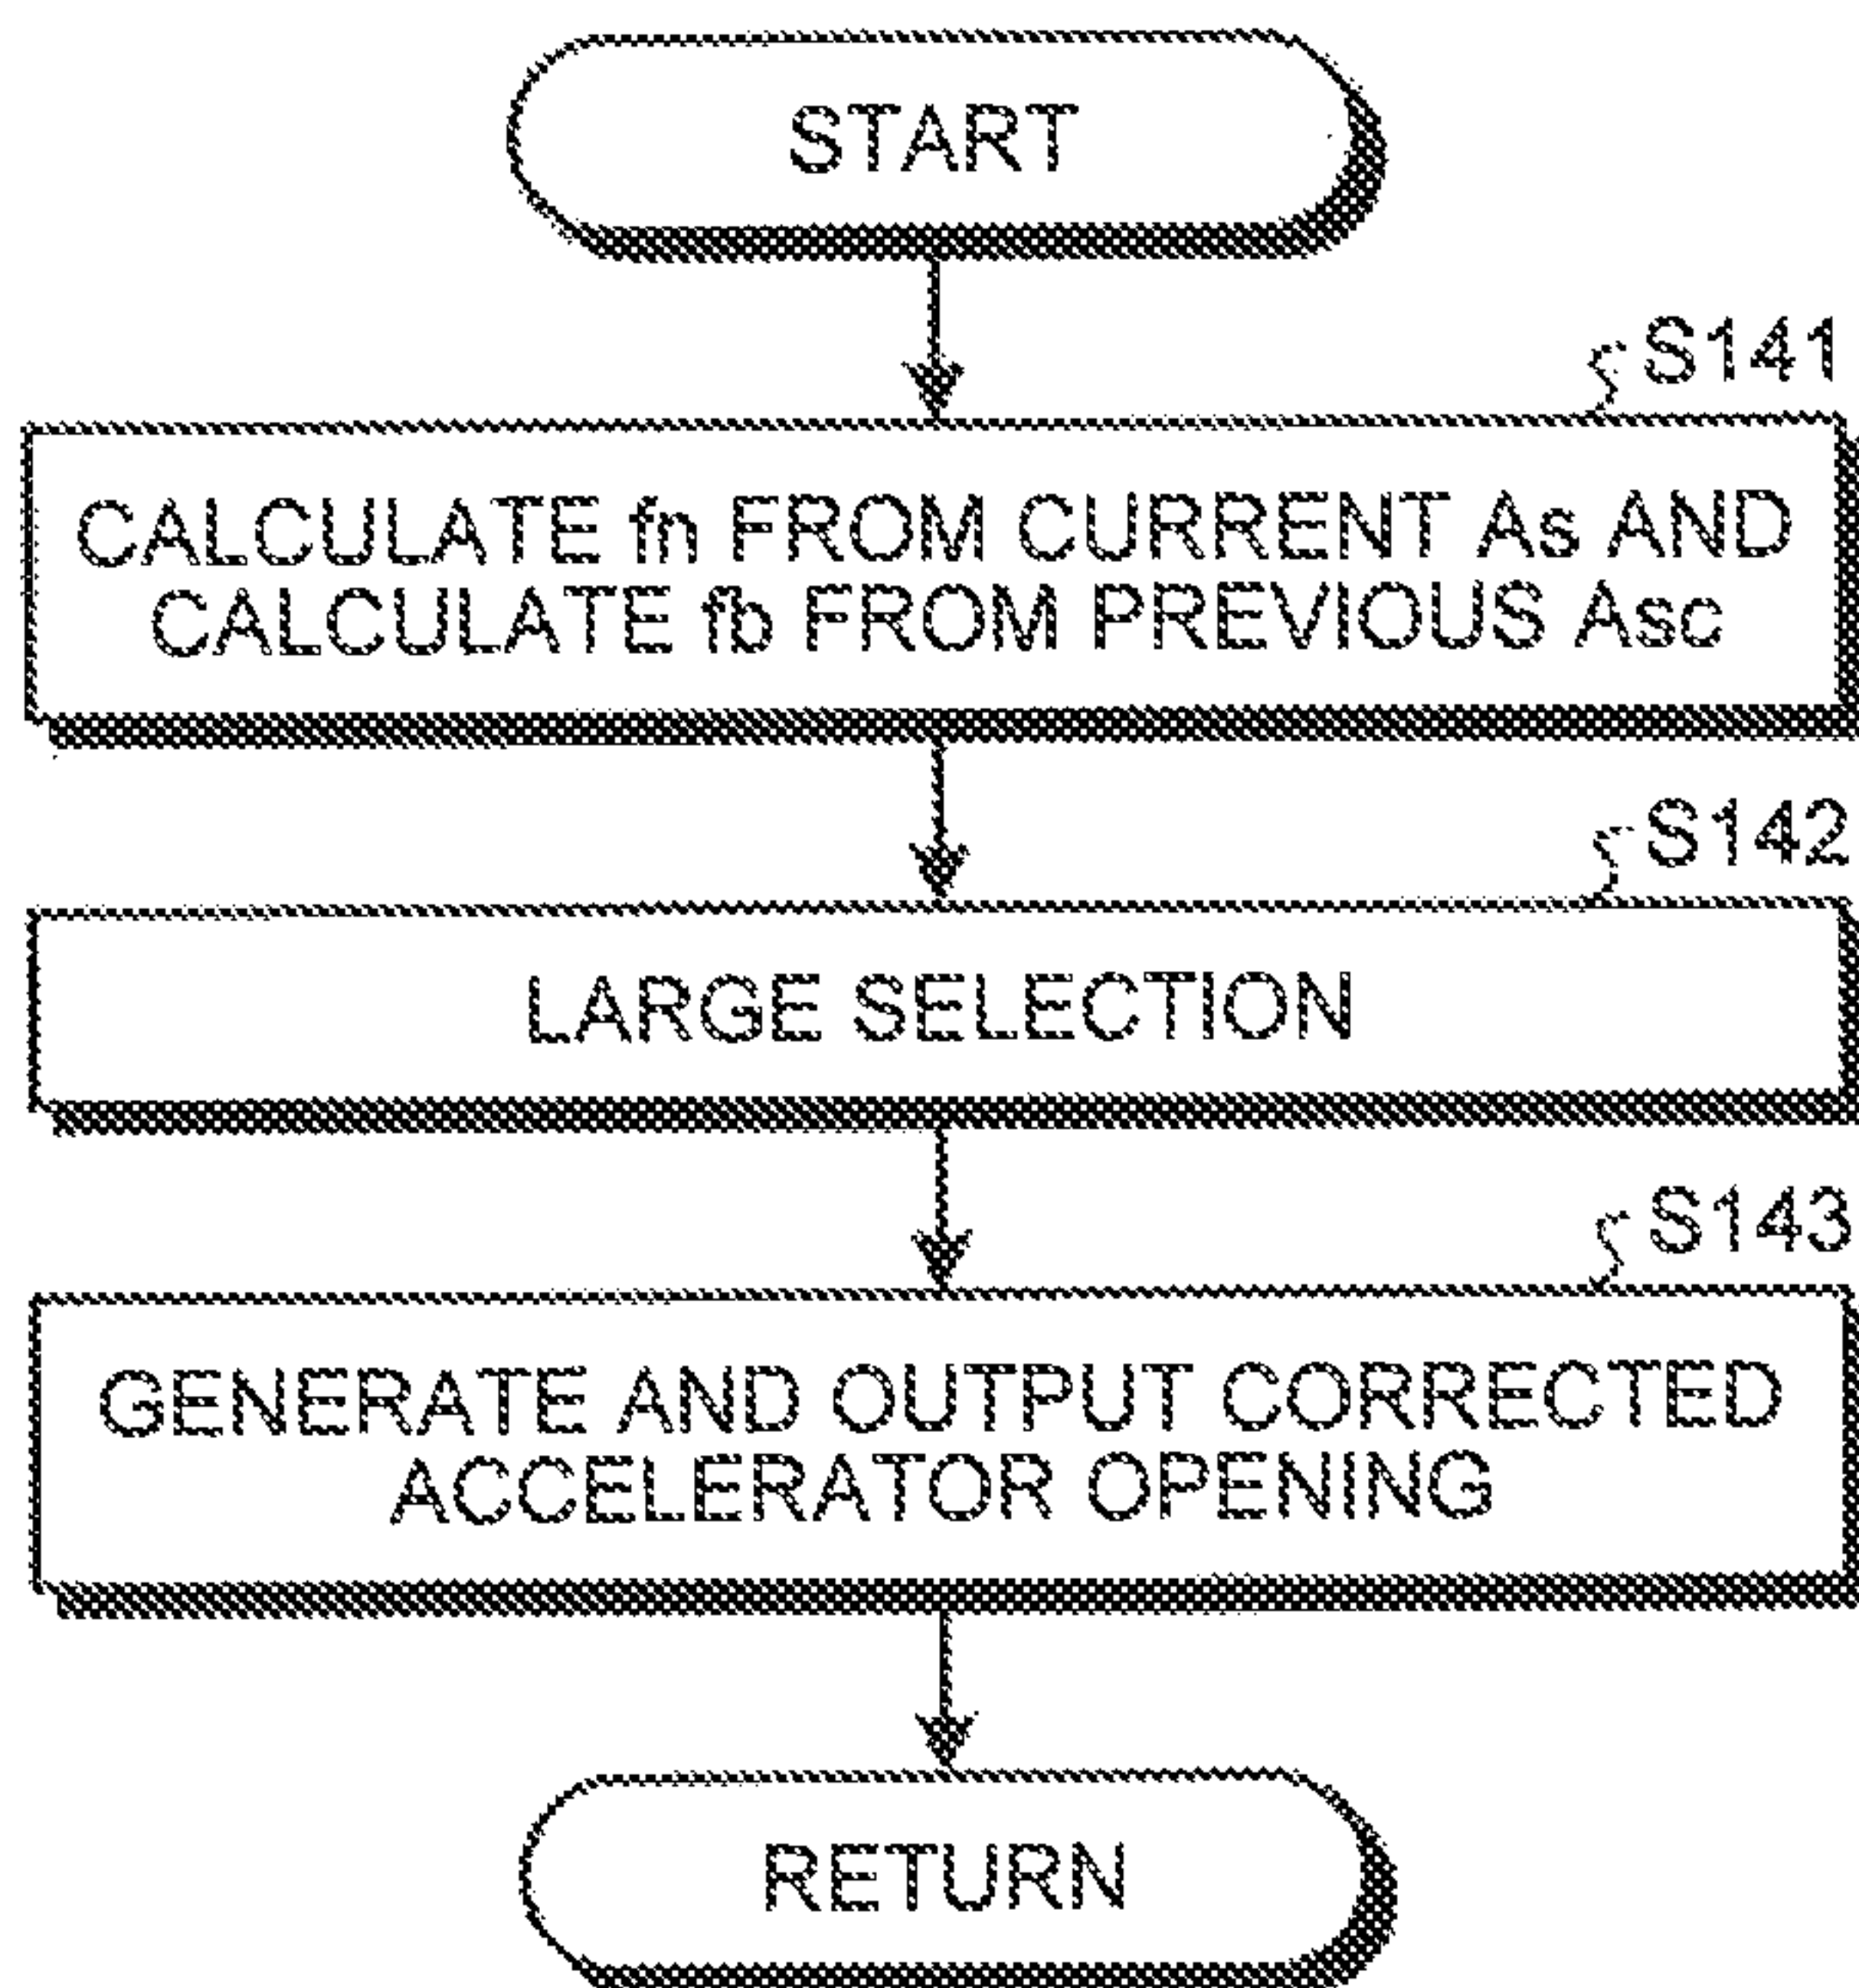 START
S141
CALCULATE fn FROM CURRENT As AND
CALCULATE fb FROM PREVIOUS Asc
S142
LARGE SELECTION
S143
GENERATE AND OUTPUT CORRECTED
ACCELERATOR OPENING
RETURN